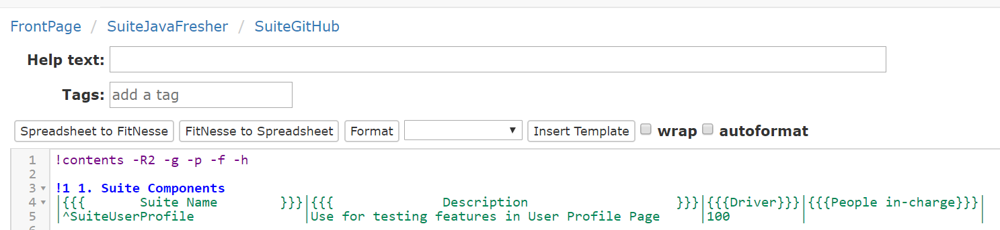 FrontPage / SuiteJavaFresher / SuiteGitHub
Help text:
Tags: add a tag
Spreadsheet to FitNesse FitNesse to Spreadsheet Format Insert Template wrap autoformat
1 !contents -R2 -g -p -f -h
2
3 !1 1. Suite Components
4 |{{{ Suite Name }}}|{{{ Description }}}|{{{Driver}}}|{{{People in-charge}}}|
5 |^SuiteUserProfile |Use for testing features in User Profile Page |100 | |